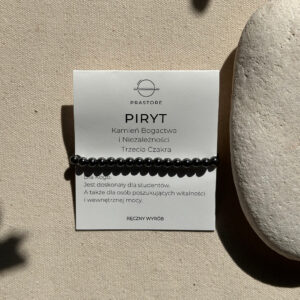 PRASTORE
PIRYT
Kamień Bogactwa
i Niezależności
Trzecia Czakra
Jest doskonały dla studentów.
A także dla osób poszukujących witalności
i wewnętrznej mocy.
RĘCZNY WYRÓB